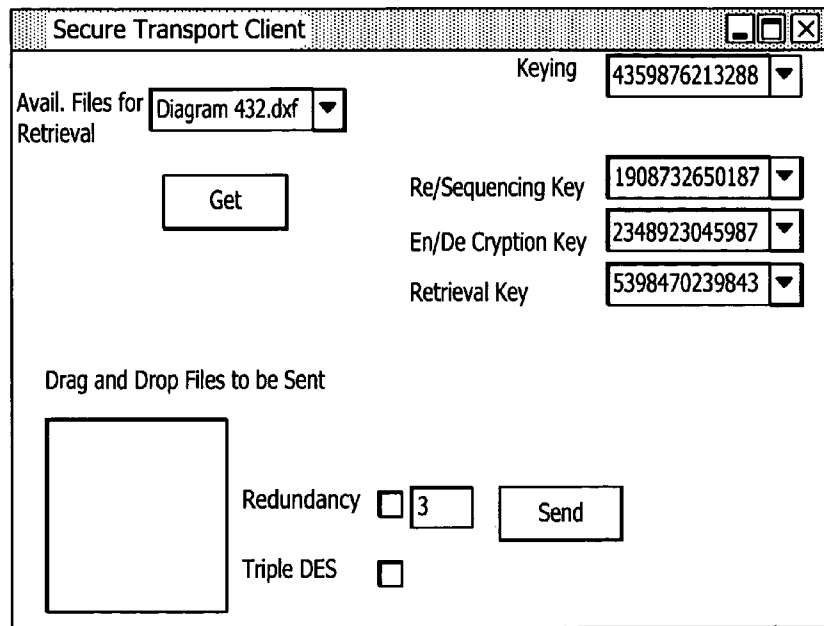 Secure Transport Client
Keying 4359876213288
Avail. Files for Retrieval Diagram 432.dxf
Get
Re/Sequencing Key 1908732650187
En/De Cryption Key 2348923045987
Retrieval Key 5398470239843
Drag and Drop Files to be Sent
Redundancy 3 Send
Triple DES